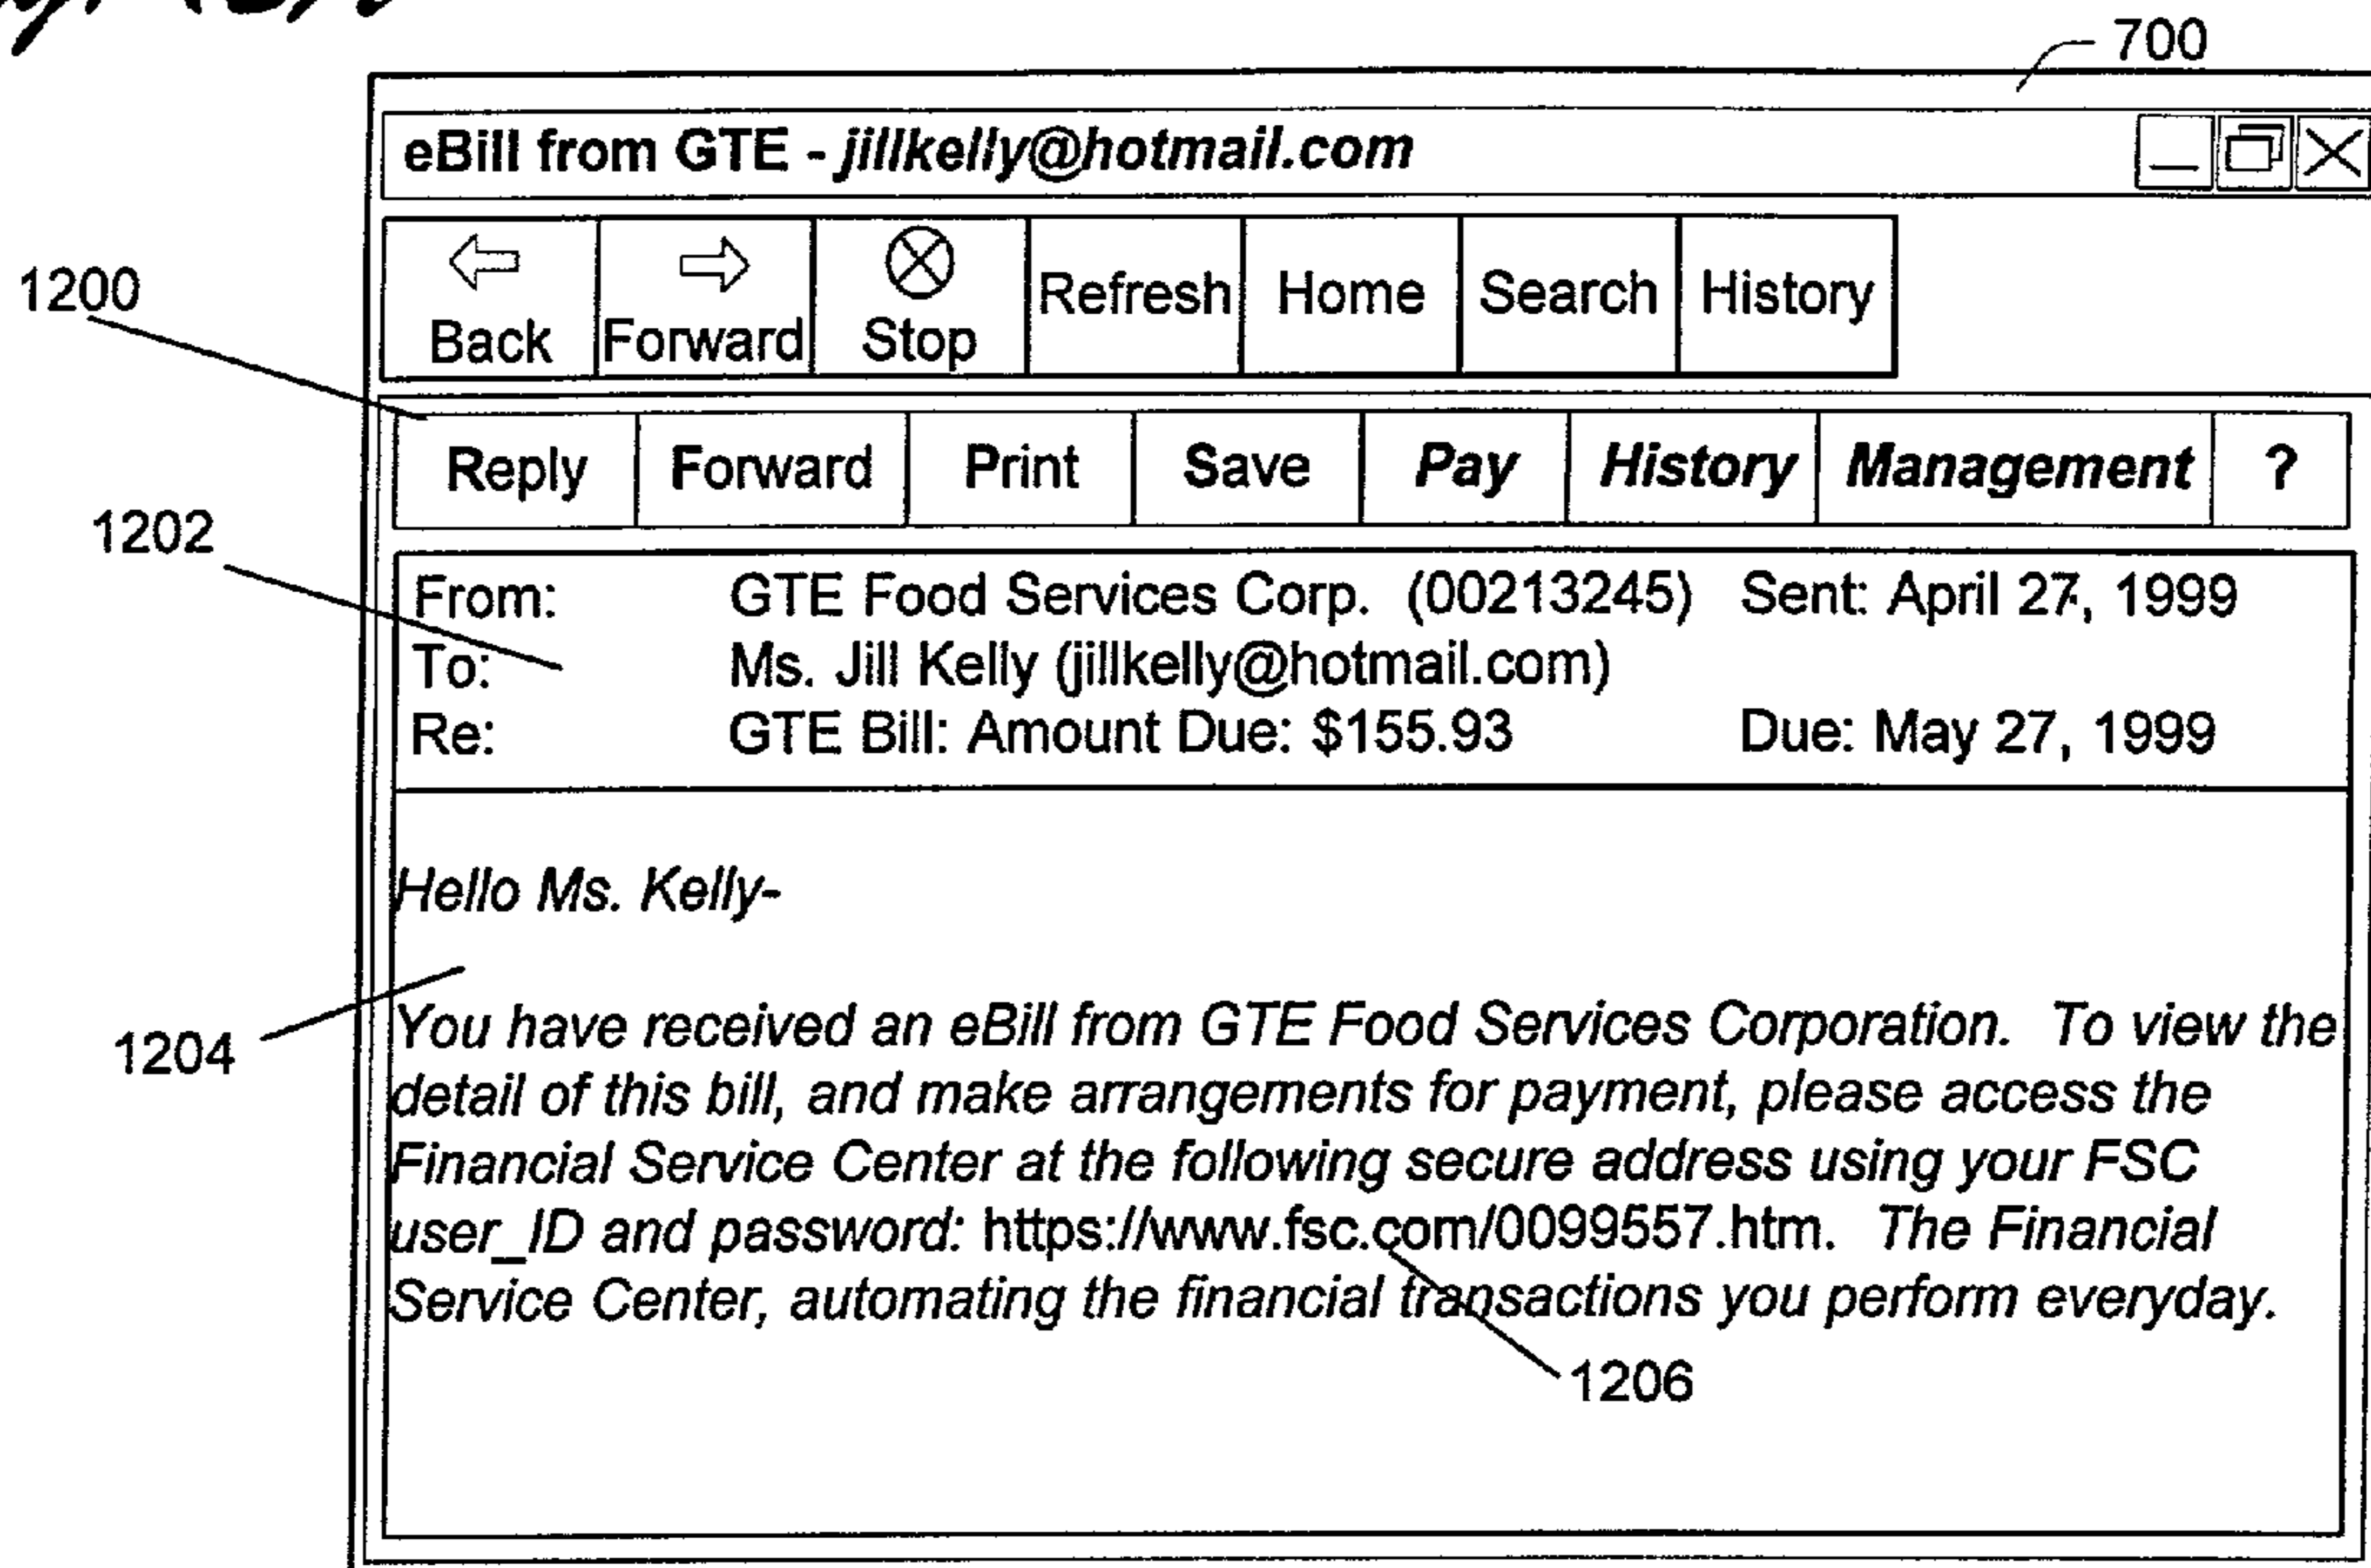 700
eBill from GTE - jillkelly@hotmail.com
Back Forward Stop Refresh Home Search History
1200
Reply Forward Print Save Pay History Management ?
1202
From: GTE Food Services Corp. (00213245) Sent: April 27, 1999
To: Ms. Jill Kelly (jillkelly@hotmail.com)
Re: GTE Bill: Amount Due: $155.93 Due: May 27, 1999
Hello Ms. Kelly-
1204
You have received an eBill from GTE Food Services Corporation. To view the
detail of this bill, and make arrangements for payment, please access the
Financial Service Center at the following secure address using your FSC
user_ID and password: https://www.fsc.com/0099557.htm. The Financial
Service Center, automating the financial transactions you perform everyday.
1206